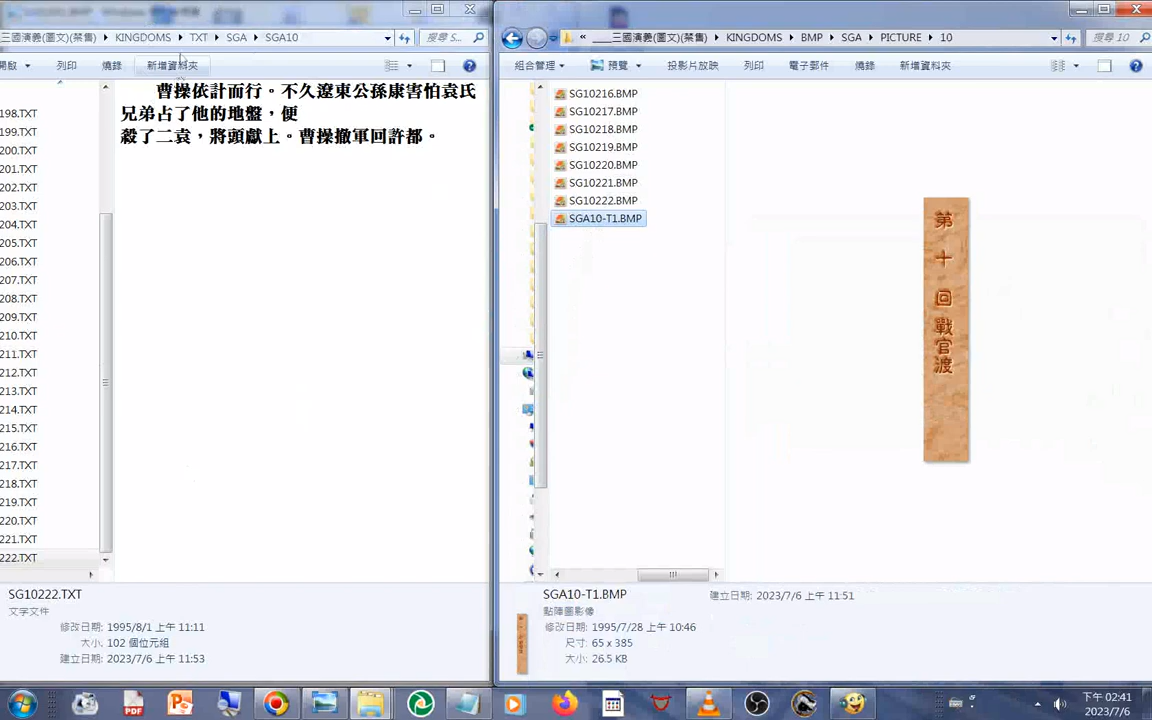 三國演義(圖文)(禁售) ▸ KINGDOMS ▸ TXT ▸ SGA ▸ SGA10
搜尋 S...
開啟
列印
燒錄
新增資料夾
198.TXT
199.TXT
200.TXT
201.TXT
202.TXT
203.TXT
204.TXT
205.TXT
206.TXT
207.TXT
208.TXT
209.TXT
210.TXT
211.TXT
212.TXT
213.TXT
214.TXT
215.TXT
216.TXT
217.TXT
218.TXT
219.TXT
220.TXT
221.TXT
222.TXT
曹操依計而行。不久遼東公孫康害怕袁氏
兄弟占了他的地盤，便
殺了二袁，將頭獻上。曹操撤軍回許都。
SG10222.TXT
文字文件
修改日期: 1995/8/1 上午 11:11
大小: 102 個位元組
建立日期: 2023/7/6 上午 11:53
« ____三國演義(圖文)(禁售) ▸ KINGDOMS ▸ BMP ▸ SGA ▸ PICTURE ▸ 10
搜尋 10
組合管理
預覽
投影片放映
列印
電子郵件
燒錄
新增資料夾
SG10216.BMP
SG10217.BMP
SG10218.BMP
SG10219.BMP
SG10220.BMP
SG10221.BMP
SG10222.BMP
SGA10-T1.BMP
第十回戰官渡
SGA10-T1.BMP
點陣圖影像
修改日期: 1995/7/28 上午 10:46
尺寸: 65 x 385
大小: 26.5 KB
建立日期: 2023/7/6 上午 11:51
PDF
下午 02:41
2023/7/6